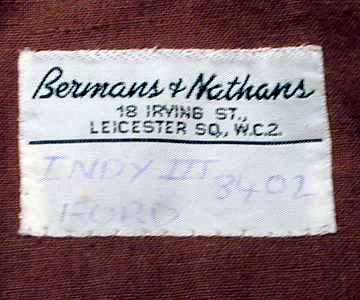 Bermans & Nathans
18 IRVING ST.,
LEICESTER SQ., W.C.2.
INDY III 3402
FORD